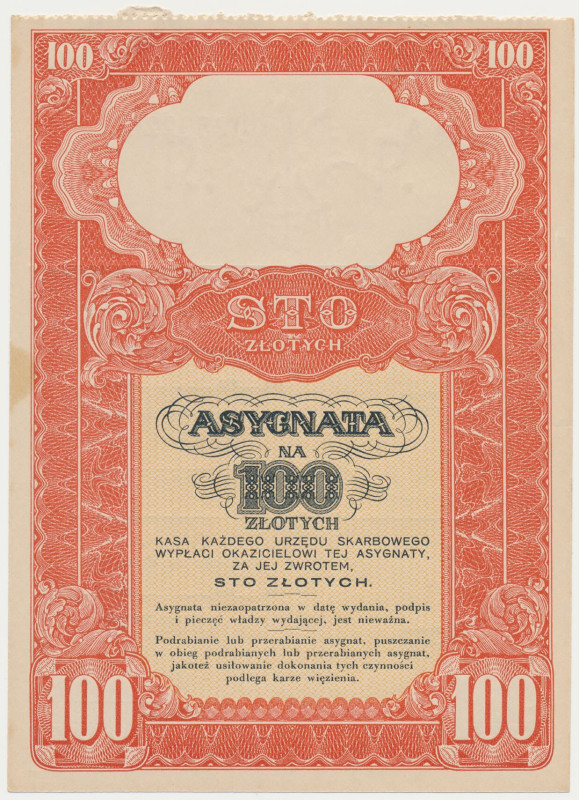 100 100
STO
ZŁOTYCH
ASYGNATA
NA
100
ZŁOTYCH
KASA KAŻDEGO URZĘDU SKARBOWEGO
WYPŁACI OKAZICIELOWI TEJ ASYGNATY,
ZA JEJ ZWROTEM,
STO ZŁOTYCH.
Asygnata niezaopatrzona w datę wydania, podpis
i pieczęć władzy wydającej, jest nieważna.
Podrabianie lub przerabianie asygnat, puszczanie
w obieg podrabianych lub przerabianych asygnat,
jakoteż usiłowanie dokonania tych czynności
podlega karze więzienia.
100 100